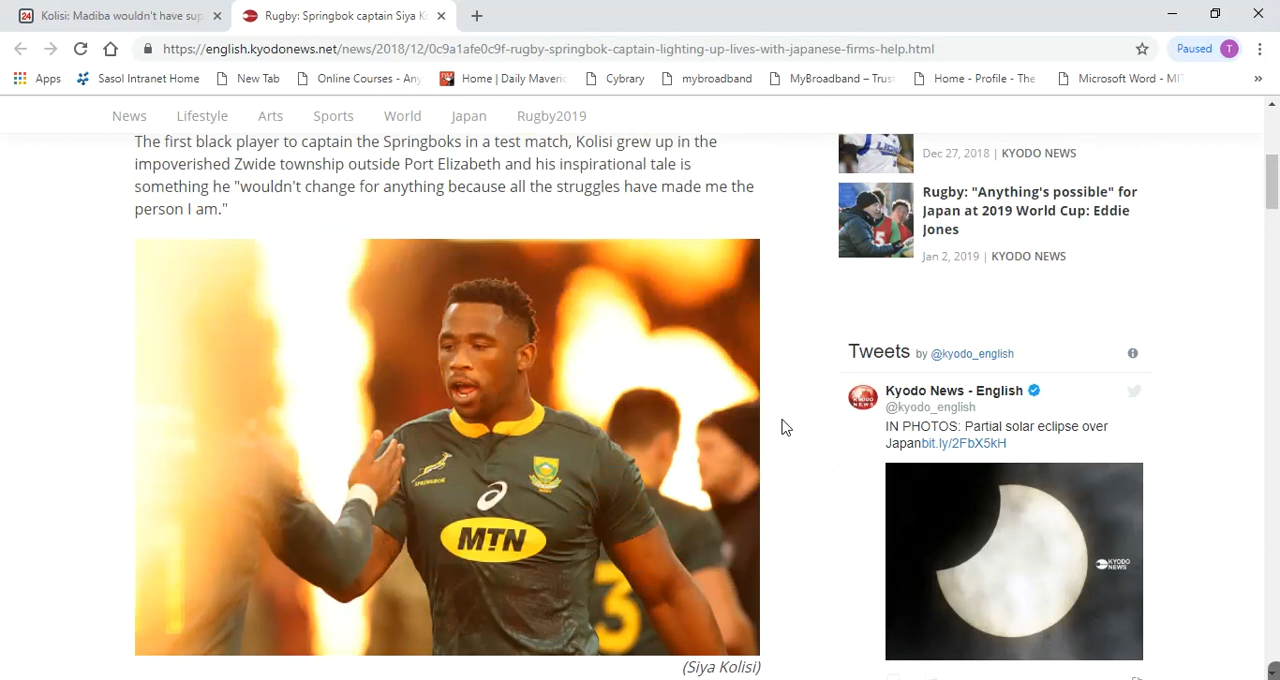 Kolisi: Madiba wouldn't have sup
Rugby: Springbok captain Siya Ko
https://english.kyodonews.net/news/2018/12/0c9a1afe0c9f-rugby-springbok-captain-lighting-up-lives-with-japanese-firms-help.html
Paused T
Apps
Sasol Intranet Home
New Tab
Online Courses - Any
Home | Daily Maveric
Cybrary
mybroadband
MyBroadband – Trus
Home - Profile - The
Microsoft Word - MIT
»
News
Lifestyle
Arts
Sports
World
Japan
Rugby2019
The first black player to captain the Springboks in a test match, Kolisi grew up in the
impoverished Zwide township outside Port Elizabeth and his inspirational tale is
something he "wouldn't change for anything because all the struggles have made me the
person I am."
SPRINGBOK
MTN
3
(Siya Kolisi)
Dec 27, 2018 | KYODO NEWS
Rugby: "Anything's possible" for
Japan at 2019 World Cup: Eddie
Jones
Jan 2, 2019 | KYODO NEWS
Tweets by @kyodo_english
Kyodo News - English
@kyodo_english
IN PHOTOS: Partial solar eclipse over
Japanbit.ly/2FbX5kH
KYODO
NEWS